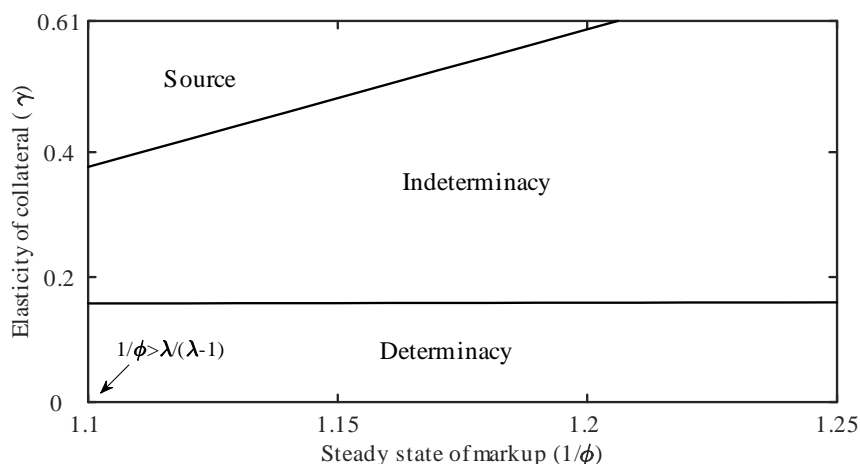 0.61
Source
0.4
Indeterminacy
Elasticity of collateral (γ)
0.2
1/ϕ>λ/(λ-1)
Determinacy
0
1.1
1.15
1.2
1.25
Steady state of markup (1/ϕ)